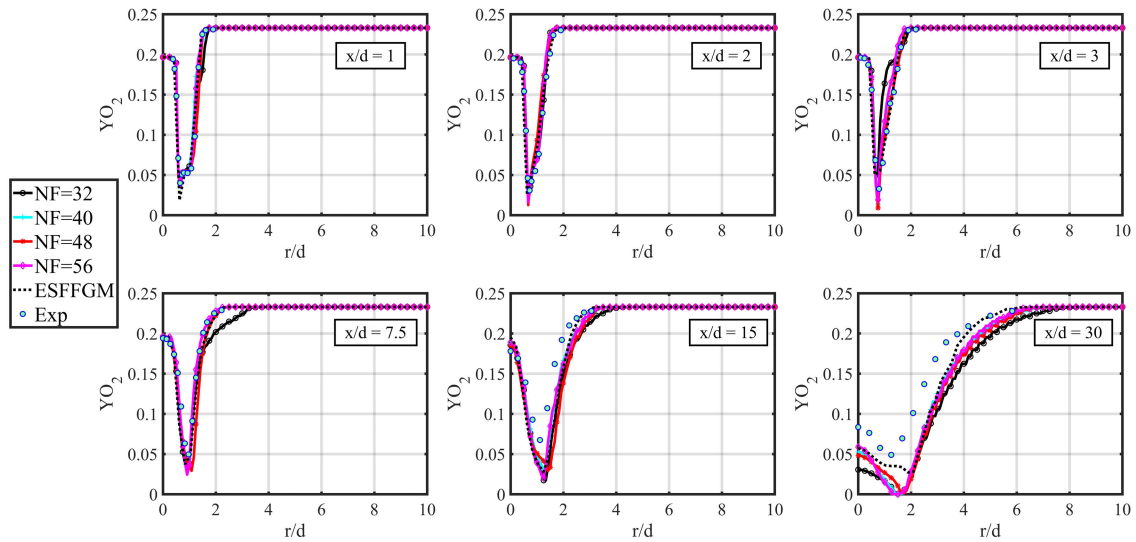 NF=32
NF=40
NF=48
NF=56
ESFFGM
Exp
YO2
0.25
0.2
0.15
0.1
0.05
0
x/d = 1
0 2 4 6 8 10
r/d
YO2
0.25
0.2
0.15
0.1
0.05
0
x/d = 2
0 2 4 6 8 10
r/d
YO2
0.25
0.2
0.15
0.1
0.05
0
x/d = 3
0 2 4 6 8 10
r/d
YO2
0.25
0.2
0.15
0.1
0.05
0
x/d = 7.5
0 2 4 6 8 10
r/d
YO2
0.25
0.2
0.15
0.1
0.05
0
x/d = 15
0 2 4 6 8 10
r/d
YO2
0.25
0.2
0.15
0.1
0.05
0
x/d = 30
0 2 4 6 8 10
r/d